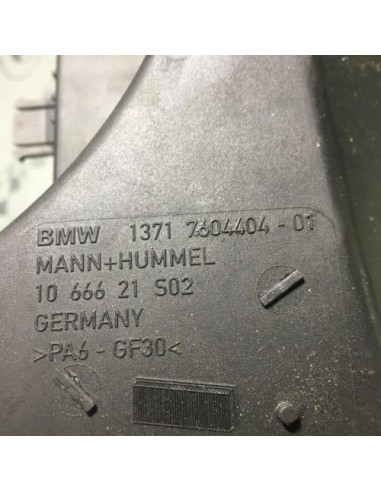 BMW 1371 7604404-01
MANN+HUMMEL
10 666 21 S02
GERMANY
>PA6-GF30<